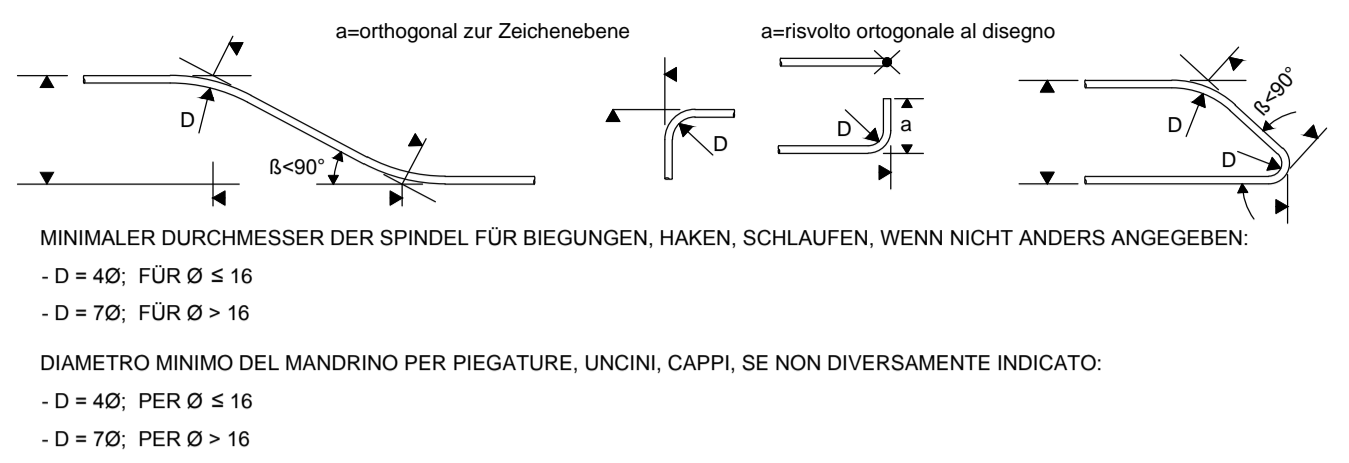 a=orthogonal zur Zeichenebene
a=risvolto ortogonale al disegno
D
ß<90°
D
D
a
D
D
ß<90°
MINIMALER DURCHMESSER DER SPINDEL FÜR BIEGUNGEN, HAKEN, SCHLAUFEN, WENN NICHT ANDERS ANGEGEBEN:
- D = 4Ø; FÜR Ø ≤ 16
- D = 7Ø; FÜR Ø > 16
DIAMETRO MINIMO DEL MANDRINO PER PIEGATURE, UNCINI, CAPPI, SE NON DIVERSAMENTE INDICATO:
- D = 4Ø; PER Ø ≤ 16
- D = 7Ø; PER Ø > 16